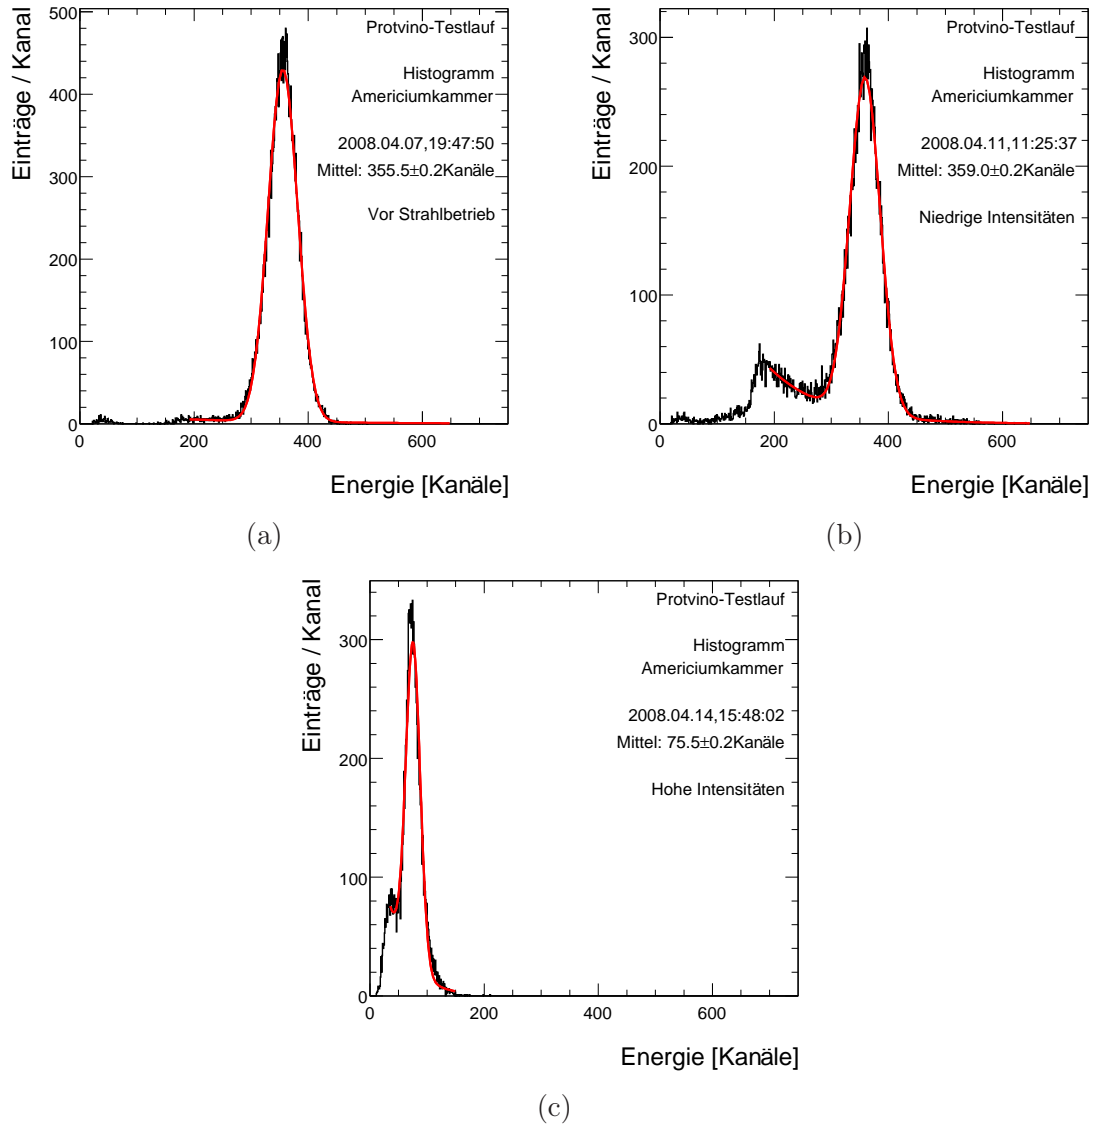 Einträge / Kanal
500
400
300
200
100
0
0
200
400
600
Protvino-Testlauf
Histogramm
Americiumkammer
2008.04.07,19:47:50
Mittel: 355.5±0.2Kanäle
Vor Strahlbetrieb
Energie [Kanäle]
(a)
Einträge / Kanal
300
200
100
0
0
200
400
600
Protvino-Testlauf
Histogramm
Americiumkammer
2008.04.11,11:25:37
Mittel: 359.0±0.2Kanäle
Niedrige Intensitäten
Energie [Kanäle]
(b)
Einträge / Kanal
300
200
100
0
0
200
400
600
Protvino-Testlauf
Histogramm
Americiumkammer
2008.04.14,15:48:02
Mittel: 75.5±0.2Kanäle
Hohe Intensitäten
Energie [Kanäle]
(c)